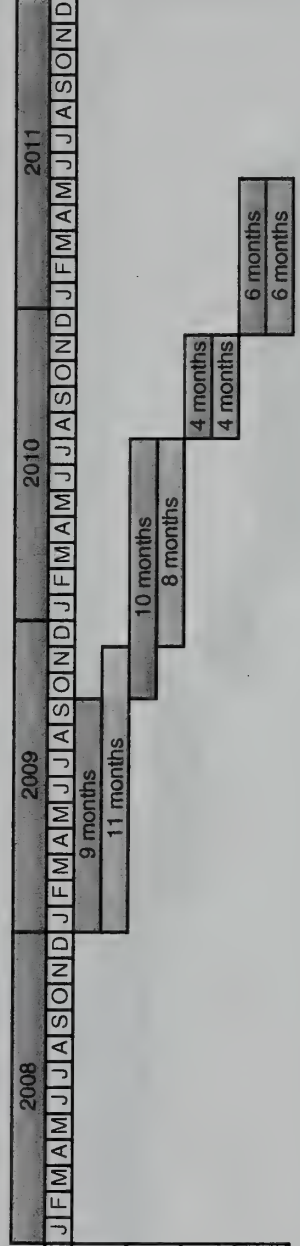 2008 2009 2010 2011
J F M A M J J A S O N D J F M A M J J A S O N D J F M A M J J A S O N D J F M A M J J A S O N D
9 months
11 months
10 months
8 months
4 months
4 months
6 months
6 months